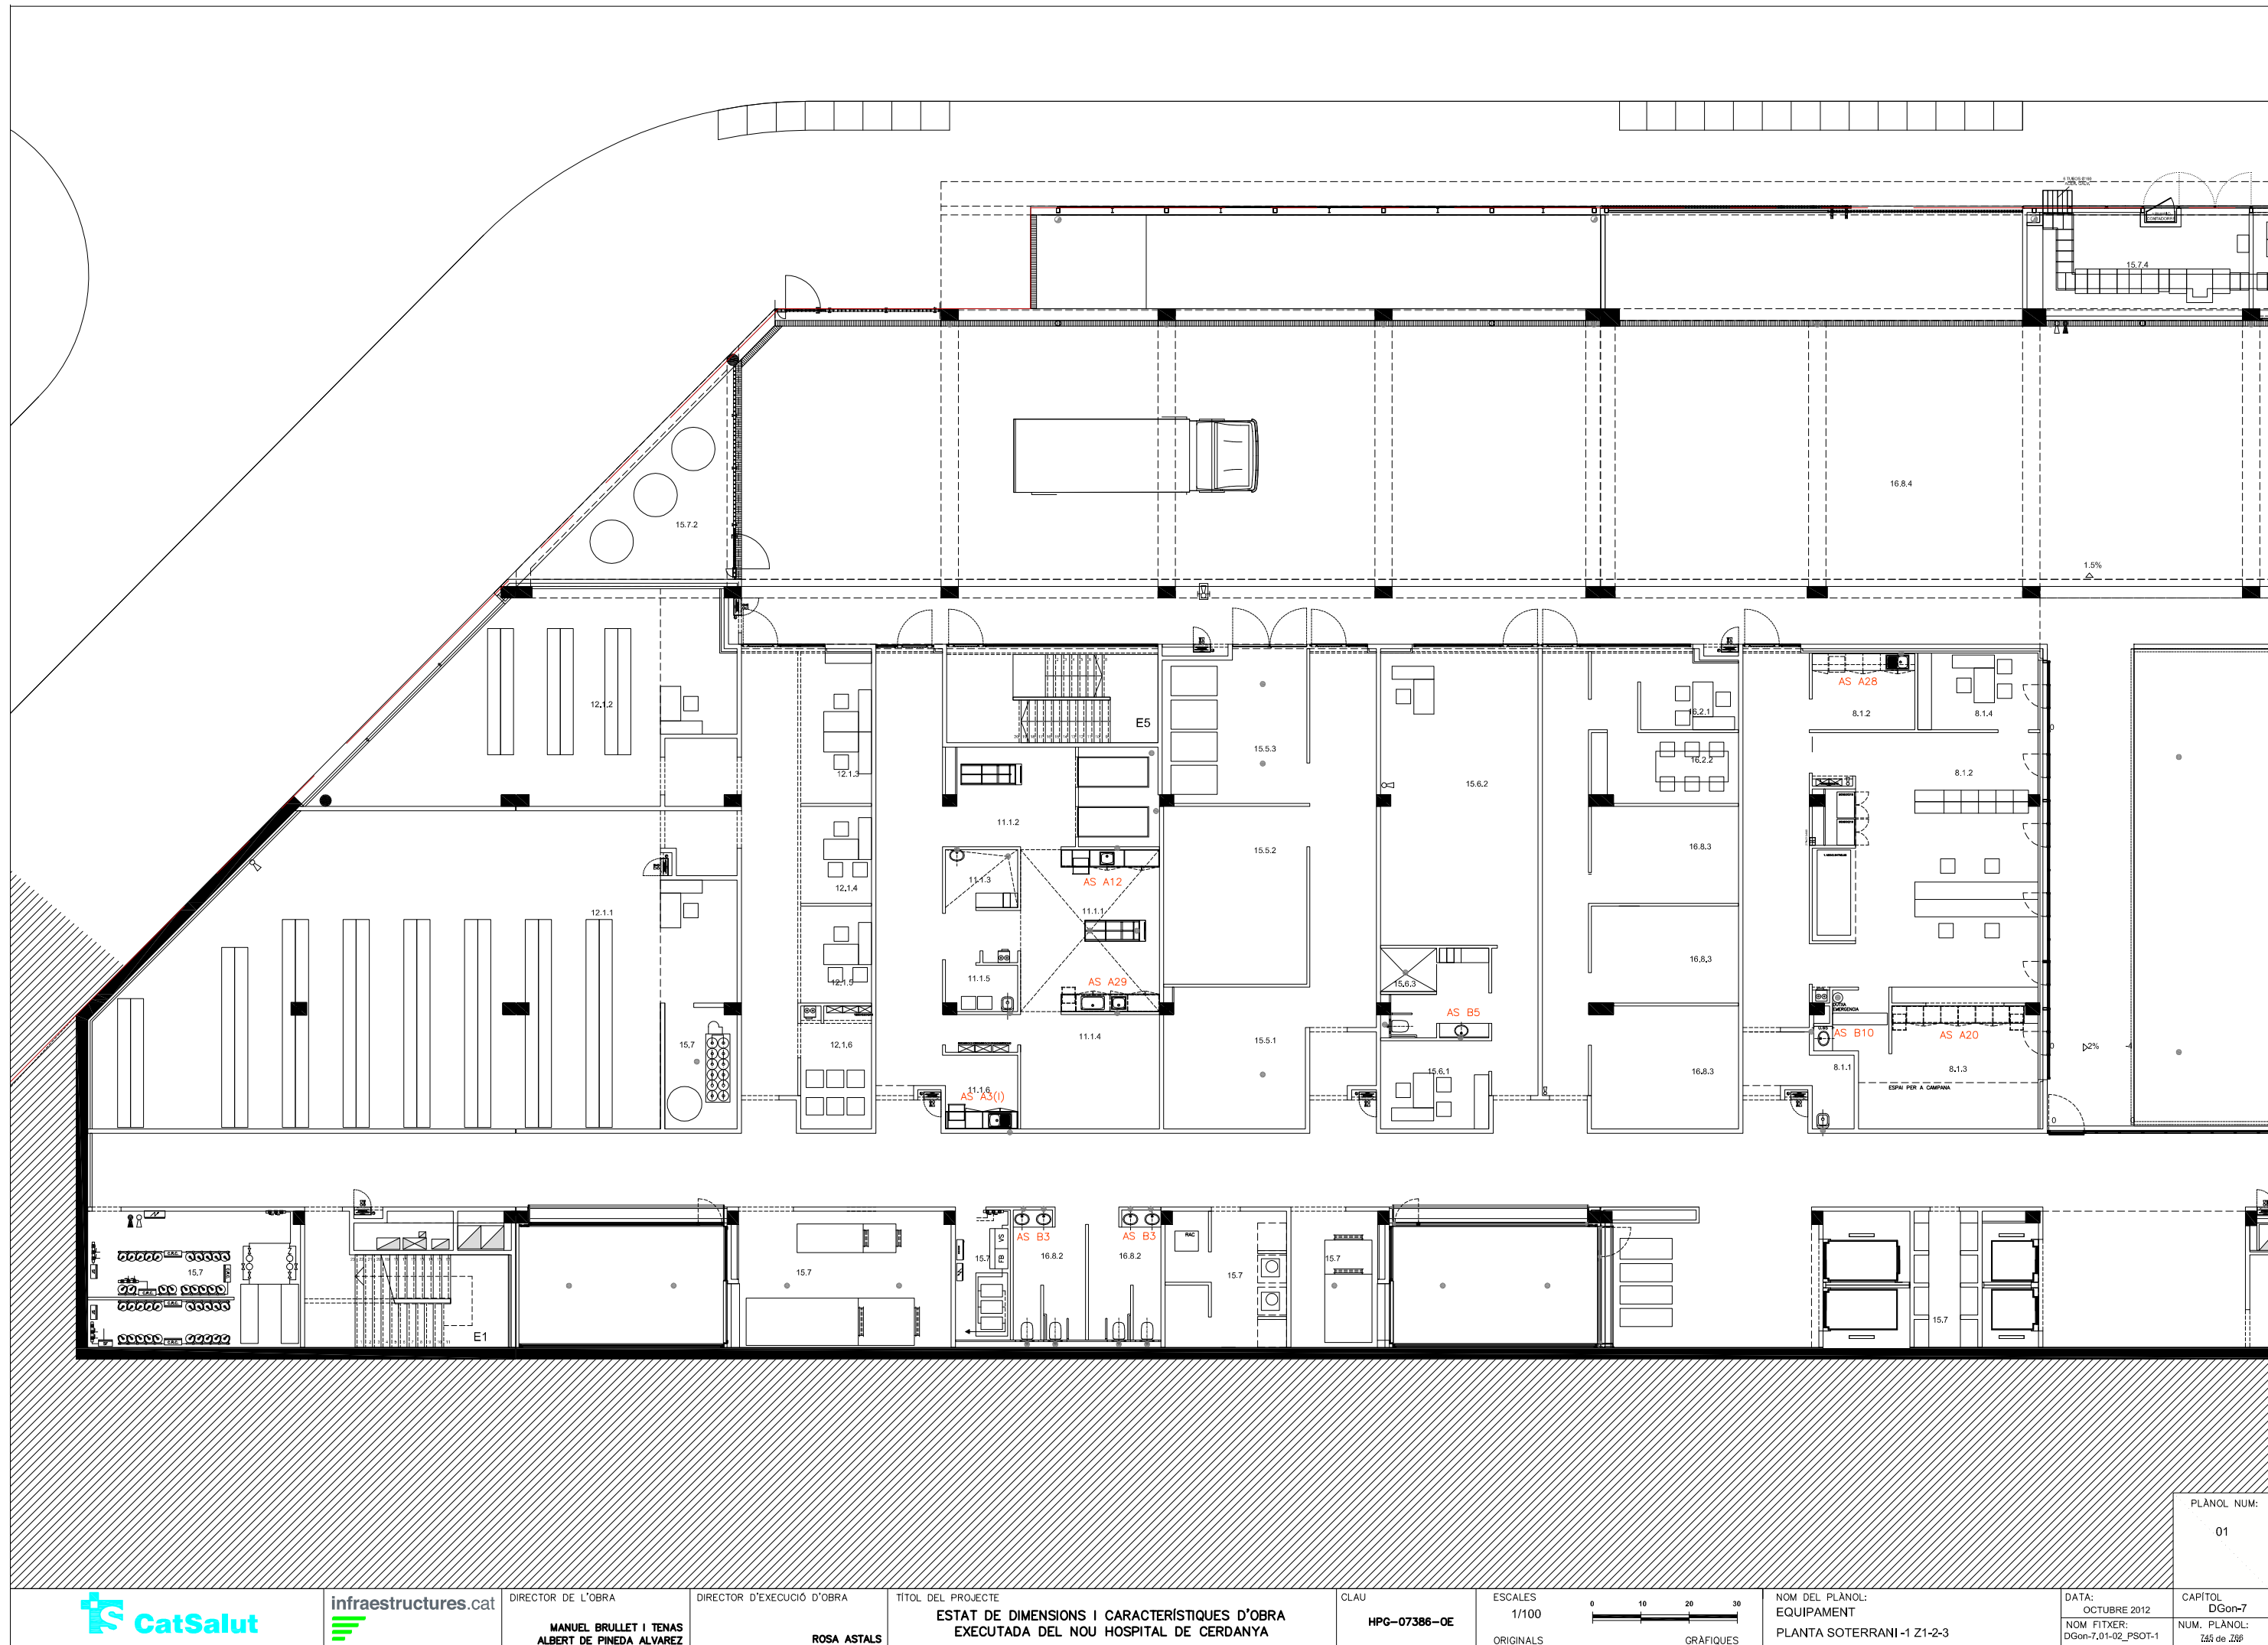 15.7.4
16.8.4
15.7.2
1.5%
12.1.2
E5
AS A28
8.1.2
8.1.4
16.2.1
15.5.3
16.2.2
12.1.3
15.6.2
8.1.2
11.1.2
15.5.2
16.8.3
11.1.3
AS A12
12.1.4
12.1.1
11.1.1
16.8.3
12.1.5
11.1.5
AS A29
15.6.3
AS B5
DUTXA
EMERGENCIA
AS B10
AS A20
15.7
12.1.6
11.1.4
15.5.1
2%
8.1.1
8.1.3
15.6.1
16.8.3
ESPAI PER A CAMPANA
11.1.6
AS A3(I)
AS B3
AS B3
RAC
VS
FB
15.7
16.8.2
16.8.2
15.7
15.7
15.7
15.7
15.7
E1
PLÀNOL NUM:
01
CatSalut
infraestructures.cat
DIRECTOR DE L'OBRA
MANUEL BRULLET I TENAS
ALBERT DE PINEDA ALVAREZ
DIRECTOR D'EXECUCIÓ D'OBRA
ROSA ASTALS
TÍTOL DEL PROJECTE
ESTAT DE DIMENSIONS I CARACTERÍSTIQUES D'OBRA
EXECUTADA DEL NOU HOSPITAL DE CERDANYA
CLAU
HPG-07386-OE
ESCALES
1/100
ORIGINALS
0 10 20 30
GRÀFIQUES
NOM DEL PLÀNOL:
EQUIPAMENT
PLANTA SOTERRANI -1 Z1-2-3
DATA:
OCTUBRE 2012
NOM FITXER:
DGon-7.01-02_PSOT-1
CAPÍTOL
DGon-7
NUM. PLÀNOL: